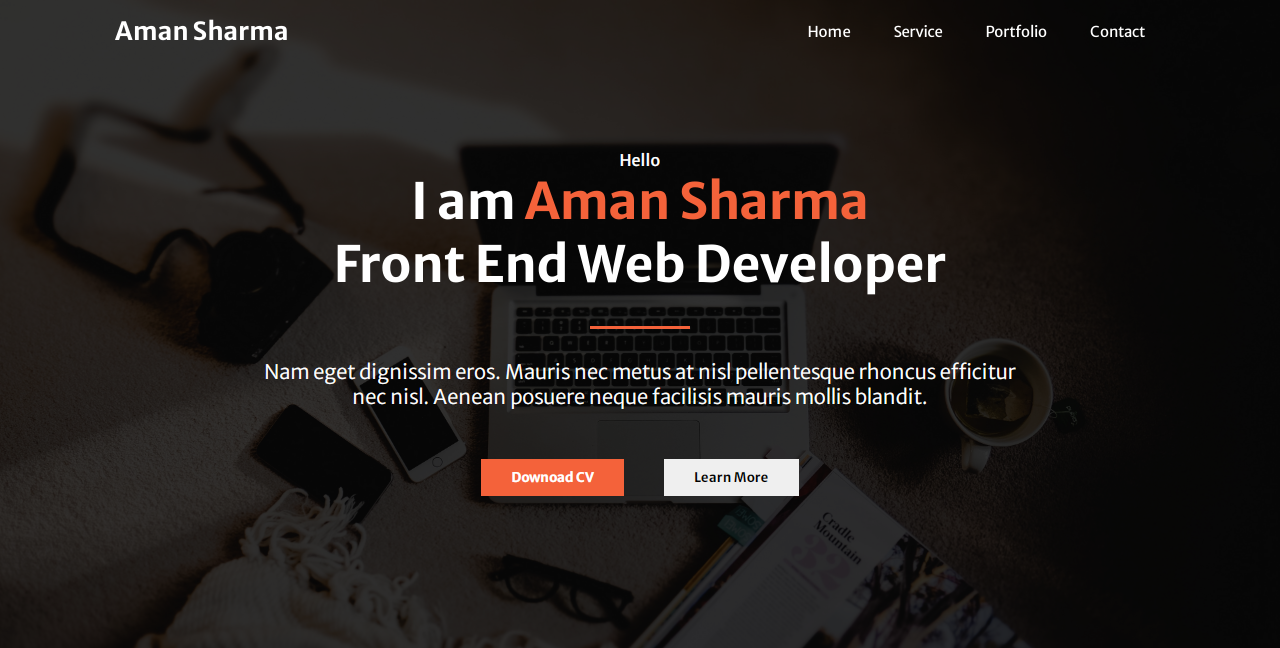 Aman Sharma
Home Service Portfolio Contact
Hello
I am Aman Sharma
Front End Web Developer
Nam eget dignissim eros. Mauris nec metus at nisl pellentesque rhoncus efficitur
nec nisl. Aenean posuere neque facilisis mauris mollis blandit.
Downoad CV
Learn More
Cradle
Mountain
32